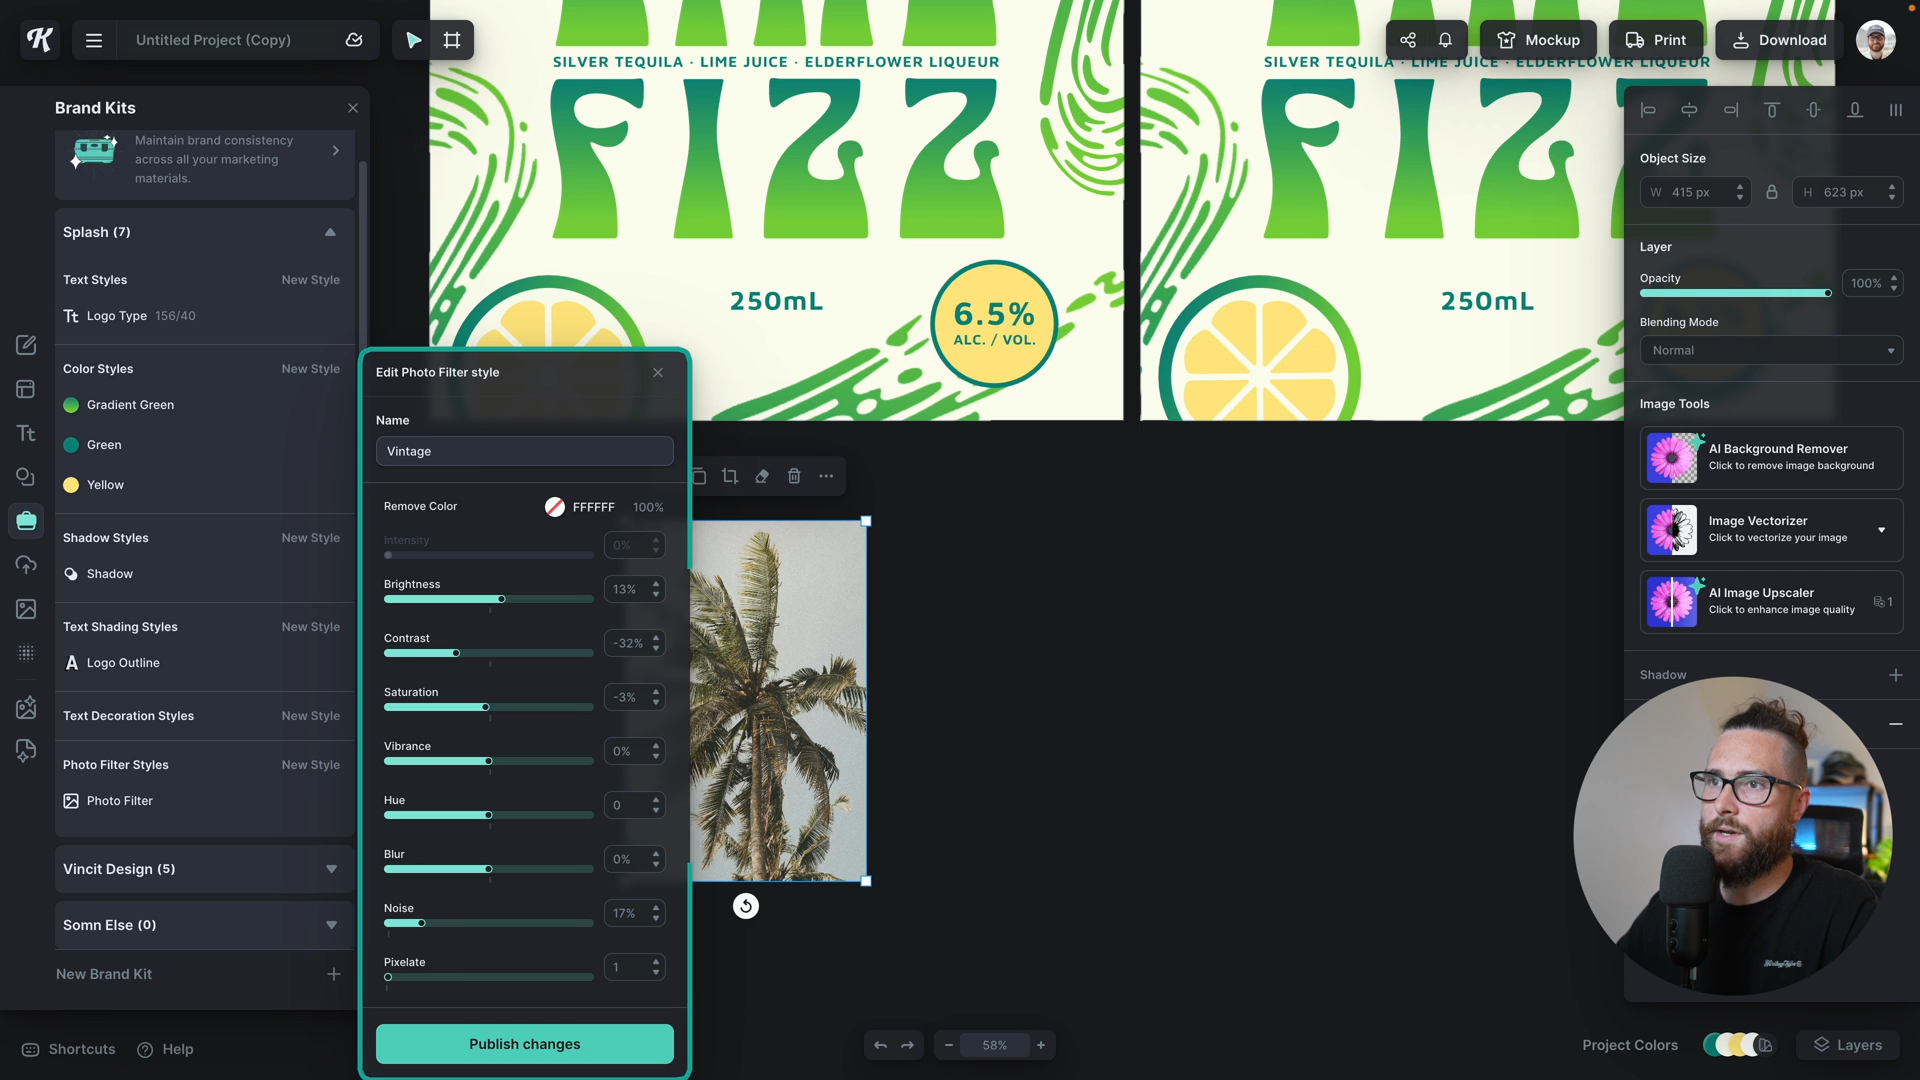 Untitled Project (Copy)
Mockup
Print
Download
SILVER TEQUILA · LIME JUICE · ELDERFLOWER LIQUEUR
SILVER TEQUILA · LIME JUICE · ELDERFLOWER LIQUEUR
FIZZ
FIZZ
250mL
6.5%
ALC. / VOL.
250mL
Brand Kits
Maintain brand consistency
across all your marketing
materials.
Splash (7)
Text Styles New Style
Tt Logo Type 156/40
Color Styles New Style
Gradient Green
Green
Yellow
Shadow Styles New Style
Shadow
Text Shading Styles New Style
A Logo Outline
Text Decoration Styles New Style
Photo Filter Styles New Style
Photo Filter
Vincit Design (5)
Somn Else (0)
New Brand Kit
Tt
Shortcuts
Help
Edit Photo Filter style
Name
Vintage
Remove Color FFFFFF 100%
Intensity 0%
Brightness 13%
Contrast -32%
Saturation -3%
Vibrance 0%
Hue 0
Blur 0%
Noise 17%
Pixelate 1
Publish changes
58%
Object Size
W 415 px
H 623 px
Layer
Opacity
100%
Blending Mode
Normal
Image Tools
AI Background Remover
Click to remove image background
Image Vectorizer
Click to vectorize your image
AI Image Upscaler
Click to enhance image quality
1
Shadow
Project Colors
Layers